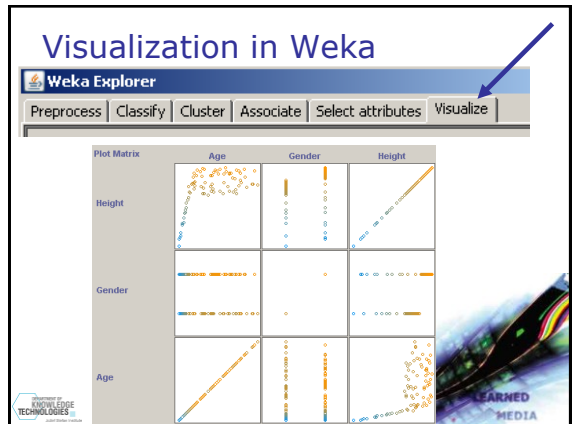 Visualization in Weka
Weka Explorer
Preprocess Classify Cluster Associate Select attributes Visualize
Plot Matrix Age Gender Height
Height
Gender
Age
DEPARTMENT OF
KNOWLEDGE
TECHNOLOGIES
LEARNED
MEDIA